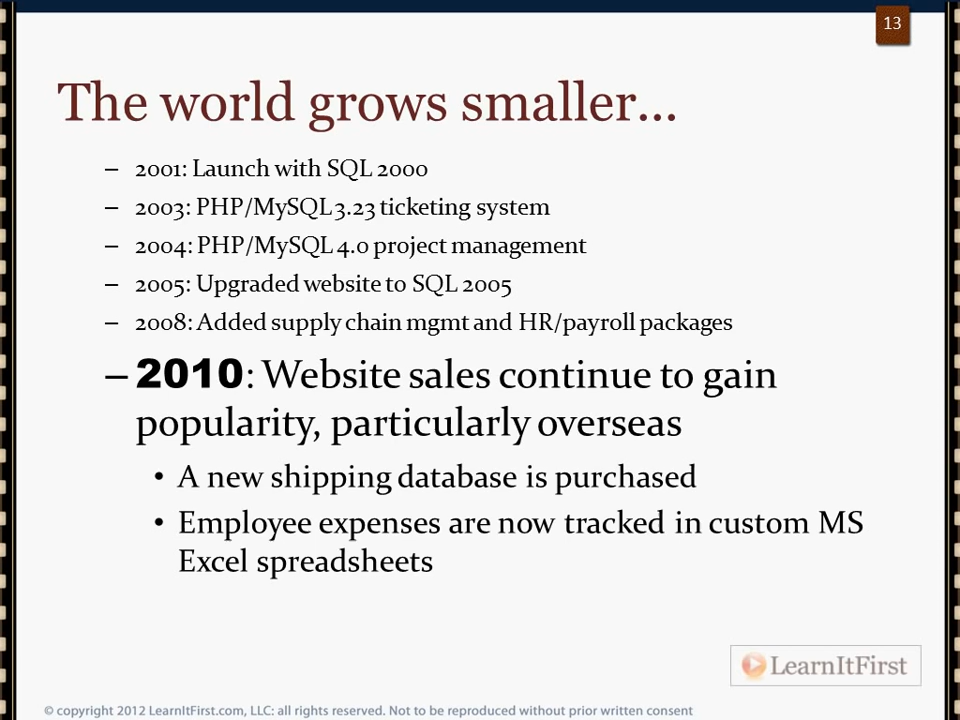 13
The world grows smaller...
– 2001: Launch with SQL 2000
– 2003: PHP/MySQL 3.23 ticketing system
– 2004: PHP/MySQL 4.0 project management
– 2005: Upgraded website to SQL 2005
– 2008: Added supply chain mgmt and HR/payroll packages
– 2010: Website sales continue to gain
popularity, particularly overseas
• A new shipping database is purchased
• Employee expenses are now tracked in custom MS
Excel spreadsheets
LearnItFirst
© copyright 2012 LearnItFirst.com, LLC: all rights reserved. Not to be reproduced without prior written consent